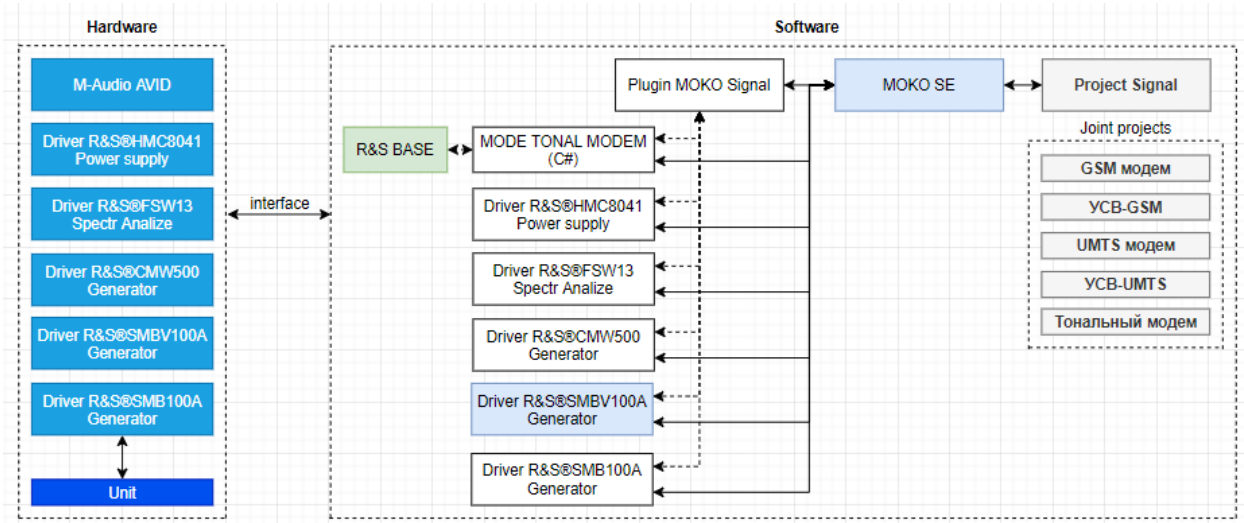 Hardware
M-Audio AVID
Driver R&S®HMC8041
Power supply
Driver R&S®FSW13
Spectr Analize
Driver R&S®CMW500
Generator
Driver R&S®SMBV100A
Generator
Driver R&S®SMB100A
Generator
Unit
interface
Software
Plugin MOKO Signal
MOKO SE
Project Signal
R&S BASE
MODE TONAL MODEM
(C#)
Driver R&S®HMC8041
Power supply
Driver R&S®FSW13
Spectr Analize
Driver R&S®CMW500
Generator
Driver R&S®SMBV100A
Generator
Driver R&S®SMB100A
Generator
Joint projects
GSM модем
УСВ-GSM
UMTS модем
УСВ-UMTS
Тональный модем